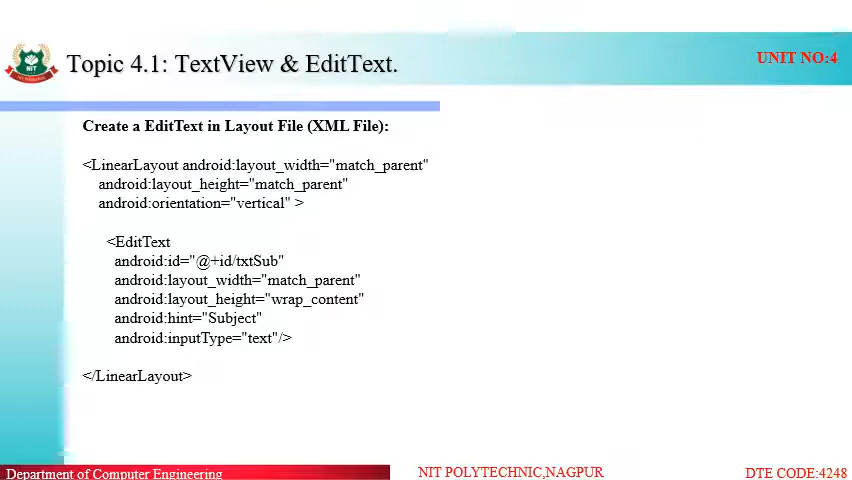 NIT
Topic 4.1: TextView & EditText.
UNIT NO:4
Create a EditText in Layout File (XML File):
<LinearLayout android:layout_width="match_parent"
android:layout_height="match_parent"
android:orientation="vertical" >
<EditText
android:id="@+id/txtSub"
android:layout_width="match_parent"
android:layout_height="wrap_content"
android:hint="Subject"
android:inputType="text"/>
</LinearLayout>
Department of Computer Engineering
NIT POLYTECHNIC,NAGPUR
DTE CODE:4248